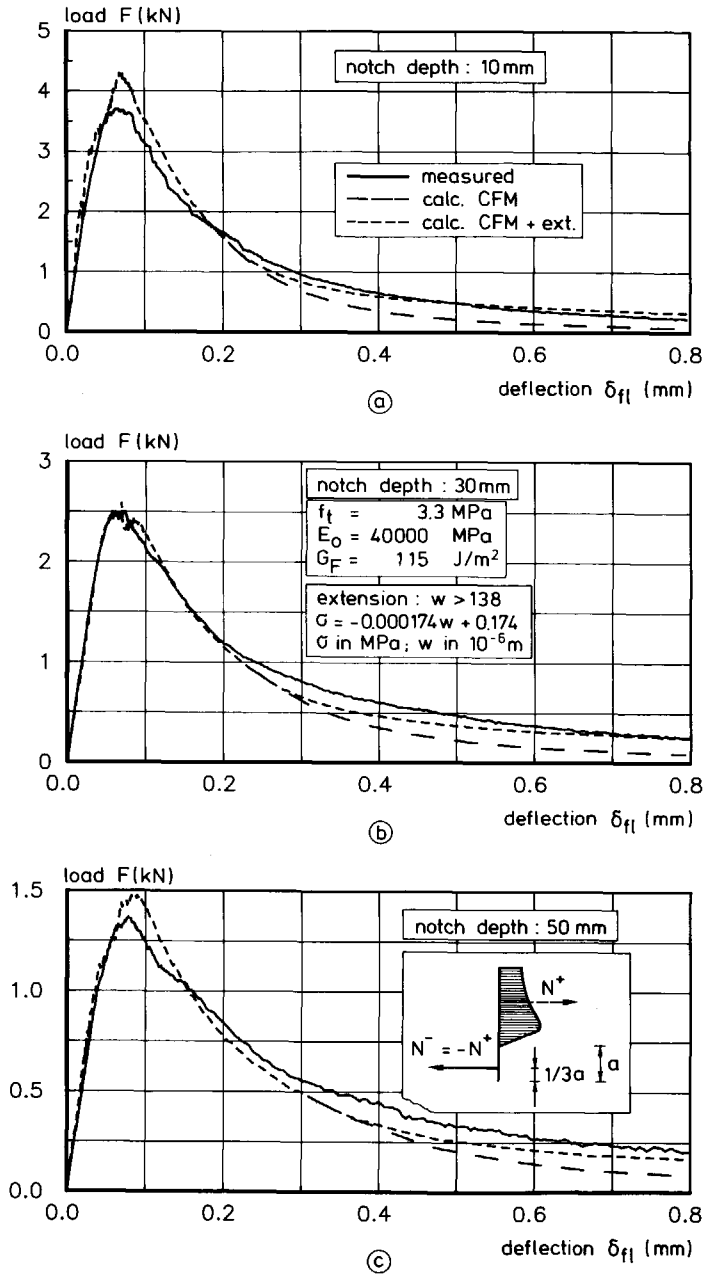 load F (kN)
5
4
3
2
1
0
notch depth : 10 mm
measured
calc. CFM
calc. CFM + ext.
0.0 0.2 0.4 0.6 0.8
deflection δfl (mm)
a
load F (kN)
3
2
1
0
notch depth : 30 mm
ft = 3.3 MPa
Eo = 40000 MPa
GF = 115 J/m²
extension : w > 138
σ = -0.000174w + 0.174
σ in MPa ; w in 10⁻⁶m
0.0 0.2 0.4 0.6 0.8
deflection δfl (mm)
b
load F (kN)
1.5
1.0
0.5
0.0
notch depth : 50 mm
N⁺
N⁻ = -N⁺
a
1/3a
0.0 0.2 0.4 0.6 0.8
deflection δfl (mm)
c